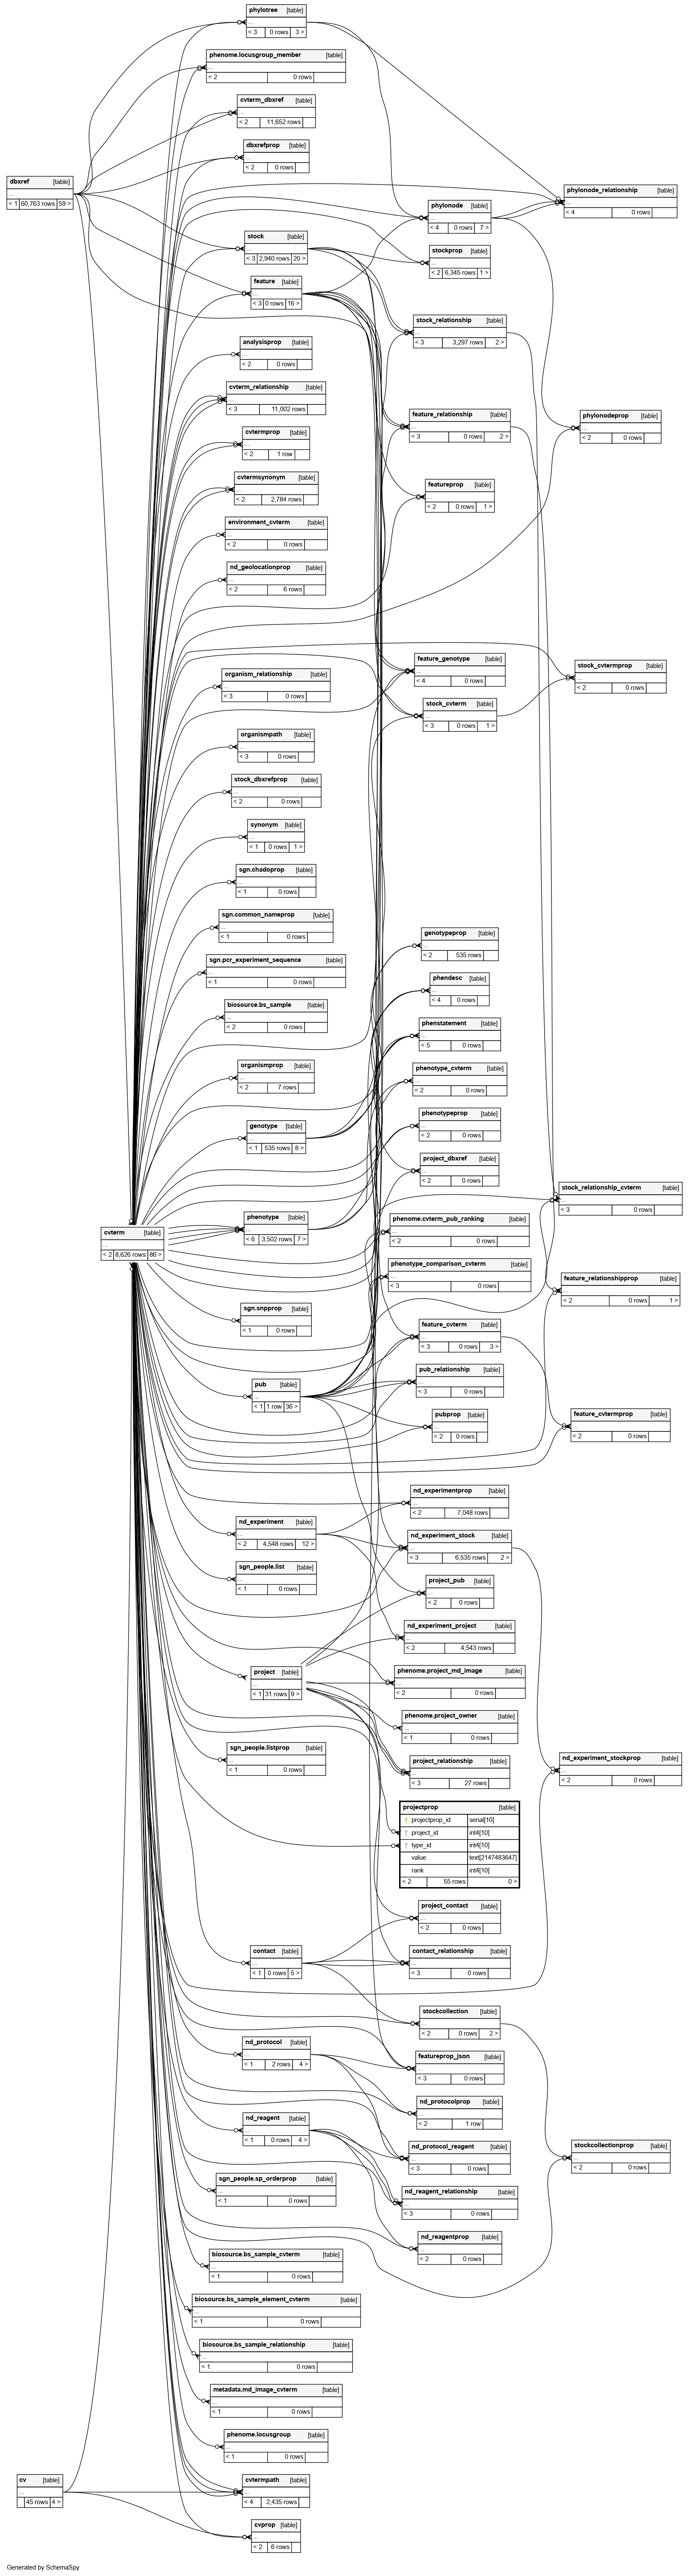 phylotree [table]
...
< 3 0 rows 3 >
phenome.locusgroup_member [table]
...
< 2 0 rows
cvterm_dbxref [table]
...
< 2 11,652 rows
dbxrefprop [table]
...
< 2 0 rows
dbxref [table]
...
< 1 60,763 rows 59 >
phylonode_relationship [table]
...
< 4 0 rows
phylonode [table]
...
< 4 0 rows 7 >
stock [table]
...
< 3 2,940 rows 20 >
stockprop [table]
...
< 2 6,345 rows 1 >
feature [table]
...
< 3 0 rows 16 >
stock_relationship [table]
...
< 3 3,297 rows 2 >
analysisprop [table]
...
< 2 0 rows
cvterm_relationship [table]
...
< 3 11,002 rows
feature_relationship [table]
...
< 3 0 rows 2 >
phylonodeprop [table]
...
< 2 0 rows
cvtermprop [table]
...
< 2 1 row
cvtermsynonym [table]
...
< 2 2,784 rows
featureprop [table]
...
< 2 0 rows 1 >
environment_cvterm [table]
...
< 2 0 rows
nd_geolocationprop [table]
...
< 2 6 rows
feature_genotype [table]
...
< 4 0 rows
stock_cvtermprop [table]
...
< 2 0 rows
organism_relationship [table]
...
< 3 0 rows
stock_cvterm [table]
...
< 3 0 rows 1 >
organismpath [table]
...
< 3 0 rows
stock_dbxrefprop [table]
...
< 2 0 rows
synonym [table]
...
< 1 0 rows 1 >
sgn.chadoprop [table]
...
< 1 0 rows
sgn.common_nameprop [table]
...
< 1 0 rows
genotypeprop [table]
...
< 2 535 rows
sgn.pcr_experiment_sequence [table]
...
< 1 0 rows
phendesc [table]
...
< 4 0 rows
biosource.bs_sample [table]
...
< 2 0 rows
phenstatement [table]
...
< 5 0 rows
organismprop [table]
...
< 2 7 rows
phenotype_cvterm [table]
...
< 2 0 rows
genotype [table]
...
< 1 535 rows 8 >
phenotypeprop [table]
...
< 2 0 rows
project_dbxref [table]
...
< 2 0 rows
stock_relationship_cvterm [table]
...
< 3 0 rows
cvterm [table]
...
< 2 8,626 rows 86 >
phenotype [table]
...
< 6 3,502 rows 7 >
phenome.cvterm_pub_ranking [table]
...
< 2 0 rows
phenotype_comparison_cvterm [table]
...
< 3 0 rows
feature_relationshipprop [table]
...
< 2 0 rows 1 >
sgn.snpprop [table]
...
< 1 0 rows
feature_cvterm [table]
...
< 3 0 rows 3 >
pub [table]
...
< 1 1 row 36 >
pub_relationship [table]
...
< 3 0 rows
pubprop [table]
...
< 2 0 rows
feature_cvtermprop [table]
...
< 2 0 rows
nd_experimentprop [table]
...
< 2 7,048 rows
nd_experiment [table]
...
< 2 4,548 rows 12 >
nd_experiment_stock [table]
...
< 3 6,535 rows 2 >
sgn_people.list [table]
...
< 1 0 rows
project_pub [table]
...
< 2 0 rows
nd_experiment_project [table]
...
< 2 4,543 rows
project [table]
...
< 1 31 rows 9 >
phenome.project_md_image [table]
...
< 2 0 rows
phenome.project_owner [table]
...
< 1 0 rows
sgn_people.listprop [table]
...
< 1 0 rows
project_relationship [table]
...
< 3 27 rows
nd_experiment_stockprop [table]
...
< 2 0 rows
projectprop [table]
projectprop_id serial[10]
project_id int4[10]
type_id int4[10]
value text[2147483647]
rank int4[10]
< 2 55 rows 0 >
project_contact [table]
...
< 2 0 rows
contact [table]
...
< 1 0 rows 5 >
contact_relationship [table]
...
< 3 0 rows
stockcollection [table]
...
< 2 0 rows 2 >
nd_protocol [table]
...
< 1 2 rows 4 >
featureprop_json [table]
...
< 3 0 rows
nd_protocolprop [table]
...
< 2 1 row
nd_reagent [table]
...
< 1 0 rows 4 >
nd_protocol_reagent [table]
...
< 3 0 rows
stockcollectionprop [table]
...
< 2 0 rows
sgn_people.sp_orderprop [table]
...
< 1 0 rows
nd_reagent_relationship [table]
...
< 3 0 rows
nd_reagentprop [table]
...
< 2 0 rows
biosource.bs_sample_cvterm [table]
...
< 1 0 rows
biosource.bs_sample_element_cvterm [table]
...
< 1 0 rows
biosource.bs_sample_relationship [table]
...
< 1 0 rows
metadata.md_image_cvterm [table]
...
< 1 0 rows
phenome.locusgroup [table]
...
< 1 0 rows
cv [table]
...
45 rows 4 >
cvtermpath [table]
...
< 4 2,435 rows
cvprop [table]
...
< 2 6 rows
Generated by SchemaSpy